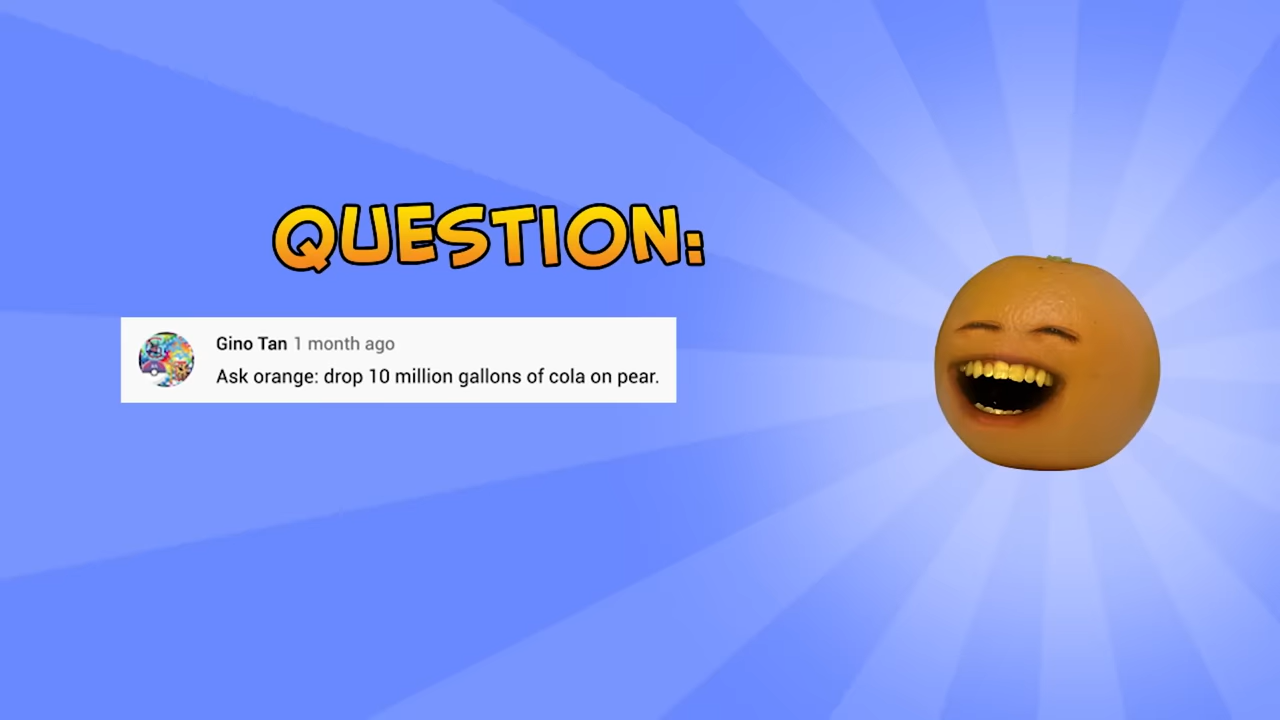 QUESTION:
Gino Tan 1 month ago
Ask orange: drop 10 million gallons of cola on pear.